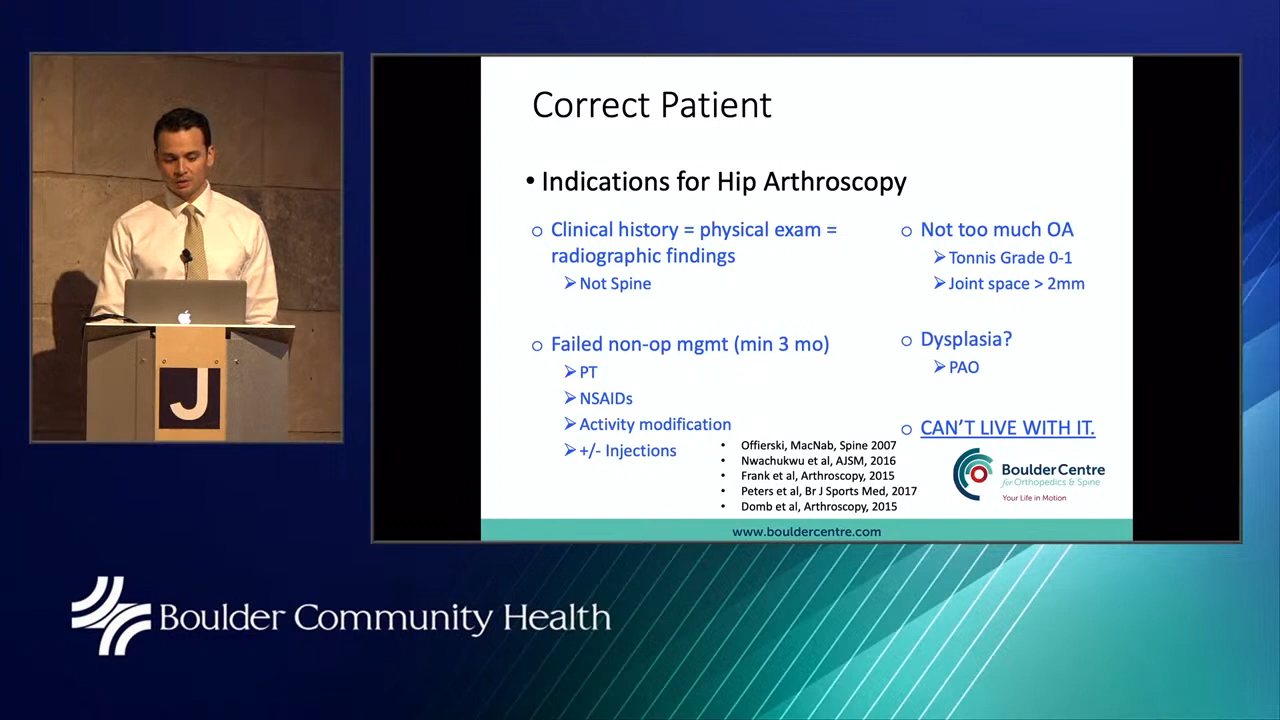 Correct Patient
• Indications for Hip Arthroscopy
o Clinical history = physical exam =
radiographic findings
➢ Not Spine
o Failed non-op mgmt (min 3 mo)
➢ PT
➢ NSAIDs
➢ Activity modification
➢ +/- Injections
o Not too much OA
➢ Tonnis Grade 0-1
➢ Joint space > 2mm
o Dysplasia?
➢ PAO
o CAN'T LIVE WITH IT.
• Offierski, MacNab, Spine 2007
• Nwachukwu et al, AJSM, 2016
• Frank et al, Arthroscopy, 2015
• Peters et al, Br J Sports Med, 2017
• Domb et al, Arthroscopy, 2015
BoulderCentre
for Orthopedics & Spine
Your Life in Motion
www.bouldercentre.com
J
Boulder Community Health